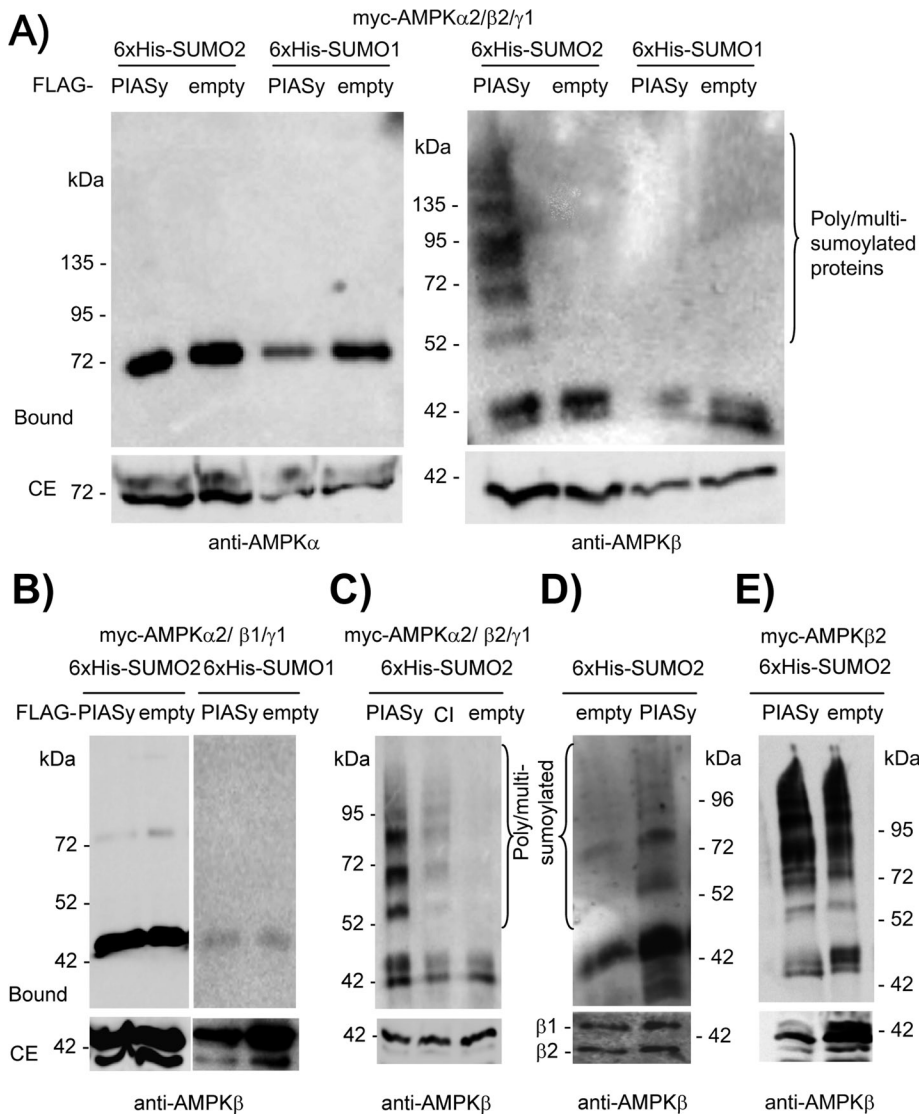 A)
myc-AMPKα2/β2/γ1
6xHis-SUMO2 6xHis-SUMO1 6xHis-SUMO2 6xHis-SUMO1
FLAG- PIASy empty PIASy empty PIASy empty PIASy empty
kDa
135 -
95 -
72 -
Bound
CE 72 -
anti-AMPKα
kDa
135 -
95 -
72 -
52 -
42 -
42 -
Poly/multi-
sumoylated
proteins
anti-AMPKβ
B)
myc-AMPKα2/ β1/γ1
6xHis-SUMO2 6xHis-SUMO1
FLAG-PIASy empty PIASy empty
kDa
72 -
52 -
42 -
Bound
CE 42 -
anti-AMPKβ
C)
myc-AMPKα2/ β2/γ1
6xHis-SUMO2
PIASy CI empty
kDa
95 -
72 -
52 -
42 -
42 -
Poly/multi-
sumoylated
D)
6xHis-SUMO2
empty PIASy
kDa
- 96
- 72
- 52
- 42
β1
β2
- 42
anti-AMPKβ
E)
myc-AMPKβ2
6xHis-SUMO2
PIASy empty
kDa
- 95
- 72
- 52
- 42
- 42
anti-AMPKβ